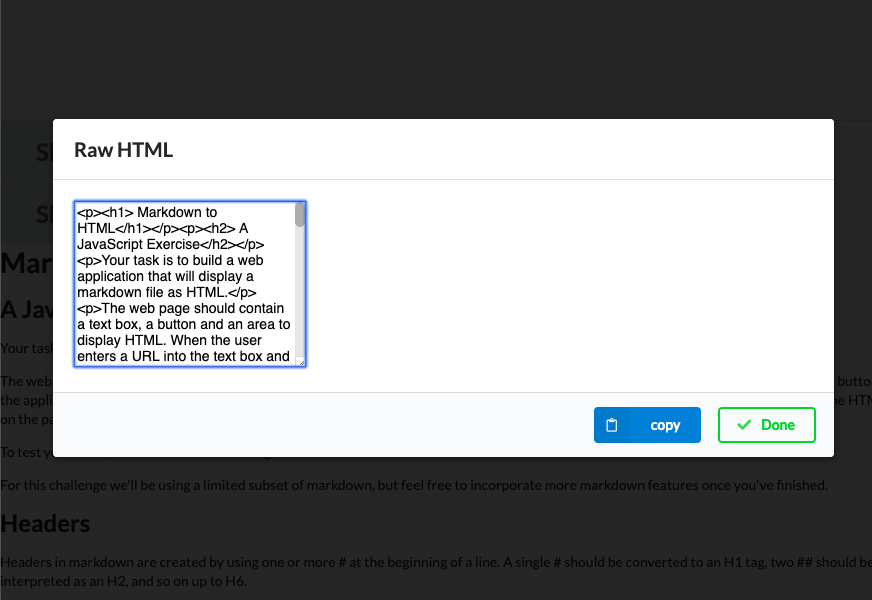 Raw HTML
<p><h1> Markdown to
HTML</h1></p><p><h2> A
JavaScript Exercise</h2></p>
<p>Your task is to build a web
application that will display a
markdown file as HTML.</p>
<p>The web page should contain
a text box, a button and an area to
display HTML. When the user
enters a URL into the text box and
copy
Done
Mar
A Jav
Your task
The web
button
the appli
HTM
on the pa
To test y
For this challenge we'll be using a limited subset of markdown, but feel free to incorporate more markdown features once you've finished.
Headers
Headers in markdown are created by using one or more # at the beginning of a line. A single # should be converted to an H1 tag, two ## should be
interpreted as an H2, and so on up to H6.